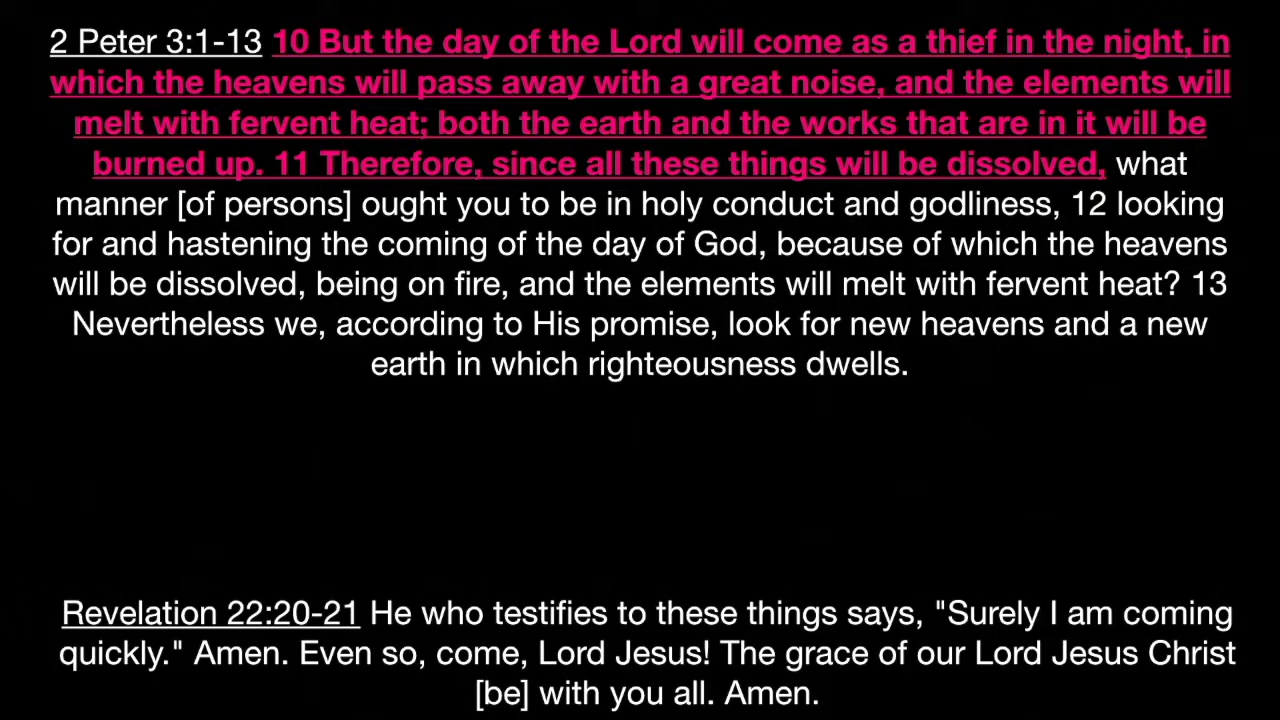 2 Peter 3:1-13 10 But the day of the Lord will come as a thief in the night, in
which the heavens will pass away with a great noise, and the elements will
melt with fervent heat; both the earth and the works that are in it will be
burned up. 11 Therefore, since all these things will be dissolved, what
manner [of persons] ought you to be in holy conduct and godliness, 12 looking
for and hastening the coming of the day of God, because of which the heavens
will be dissolved, being on fire, and the elements will melt with fervent heat? 13
Nevertheless we, according to His promise, look for new heavens and a new
earth in which righteousness dwells.
Revelation 22:20-21 He who testifies to these things says, "Surely I am coming
quickly." Amen. Even so, come, Lord Jesus! The grace of our Lord Jesus Christ
[be] with you all. Amen.